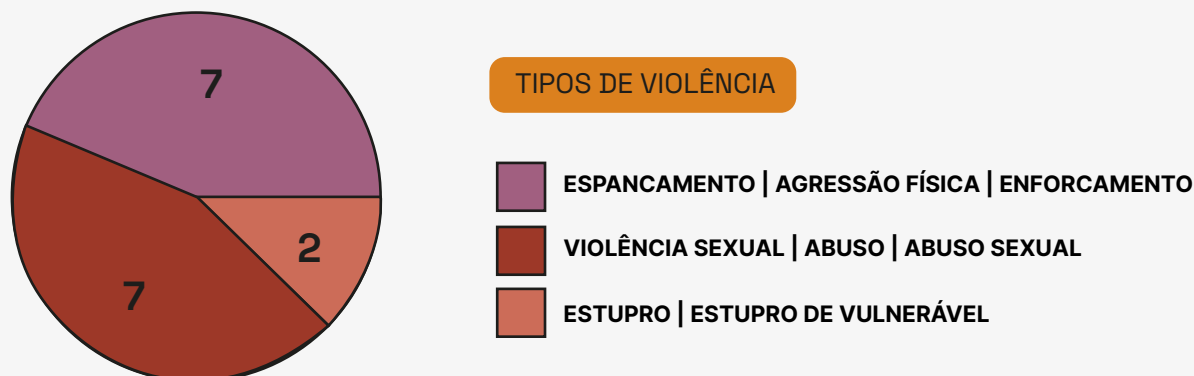 7
TIPOS DE VIOLÊNCIA
ESPANCAMENTO | AGRESSÃO FÍSICA | ENFORCAMENTO
2
VIOLÊNCIA SEXUAL | ABUSO | ABUSO SEXUAL
7
ESTUPRO | ESTUPRO DE VULNERÁVEL